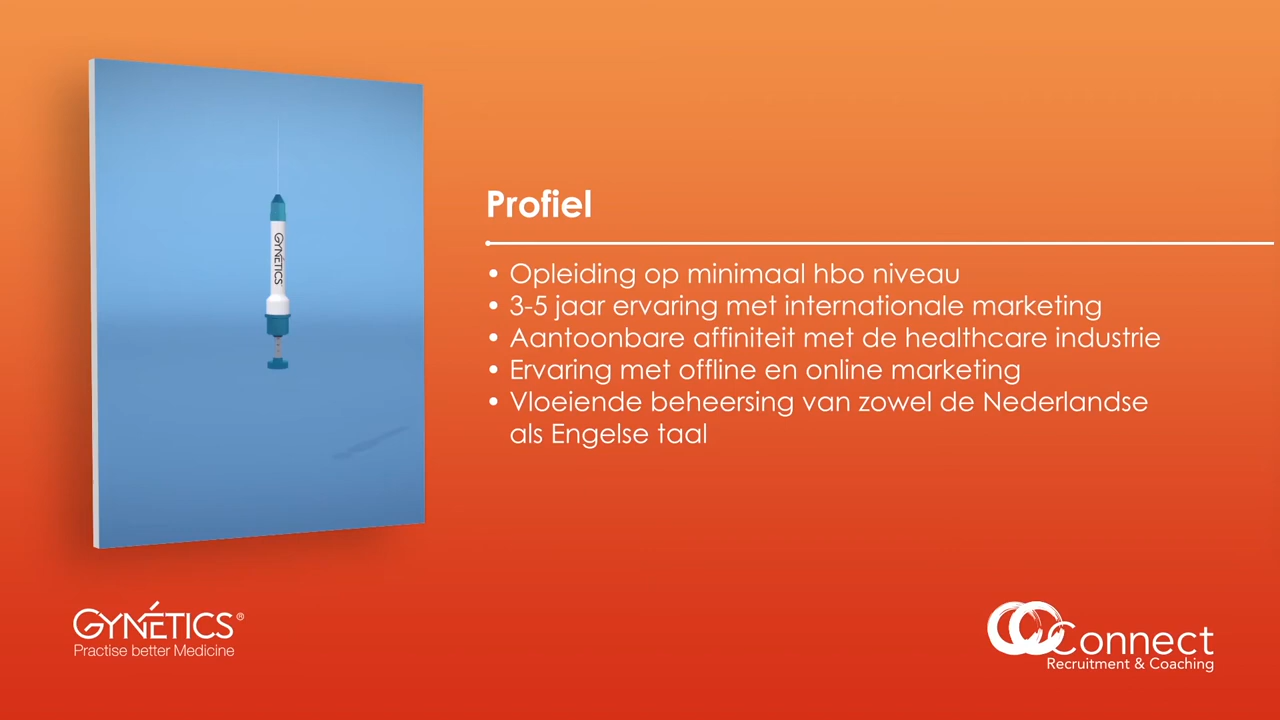 GYNÉTICS
Profiel
• Opleiding op minimaal hbo niveau
• 3-5 jaar ervaring met internationale marketing
• Aantoonbare affiniteit met de healthcare industrie
• Ervaring met offline en online marketing
• Vloeiende beheersing van zowel de Nederlandse
als Engelse taal
GYNÉTICS®
Practise better Medicine
Connect
Recruitment & Coaching